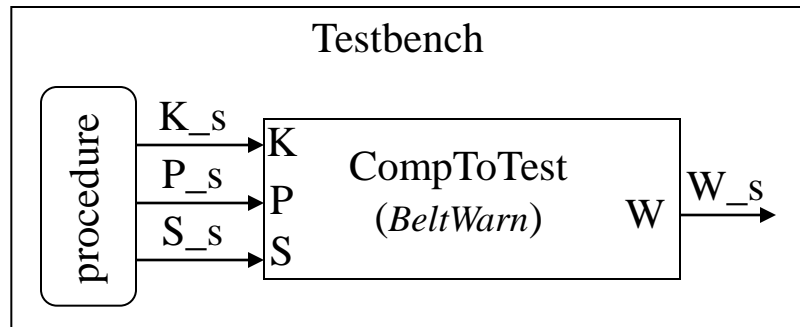 Testbench
procedure
K_s
P_s
S_s
K
P
S
CompToTest
(BeltWarn)
W
W_s